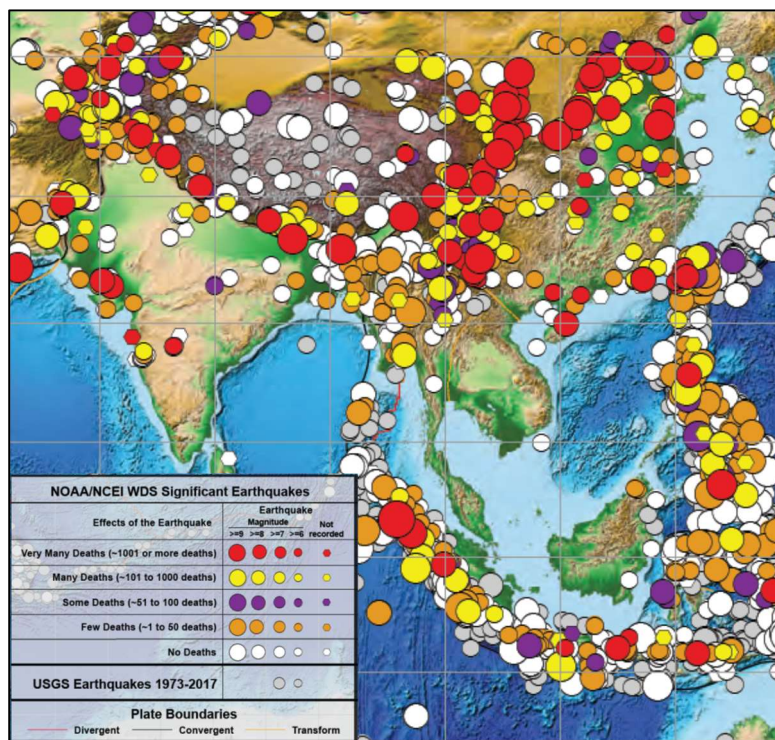 NOAA/NCEI WDS Significant Earthquakes
Effects of the Earthquake
Earthquake
Magnitude
Not recorded
>=9 >=8 >=7 >=6
Very Many Deaths (~1001 or more deaths)
Many Deaths (~101 to 1000 deaths)
Some Deaths (~51 to 100 deaths)
Few Deaths (~1 to 50 deaths)
No Deaths
USGS Earthquakes 1973-2017
Plate Boundaries
Divergent Convergent Transform